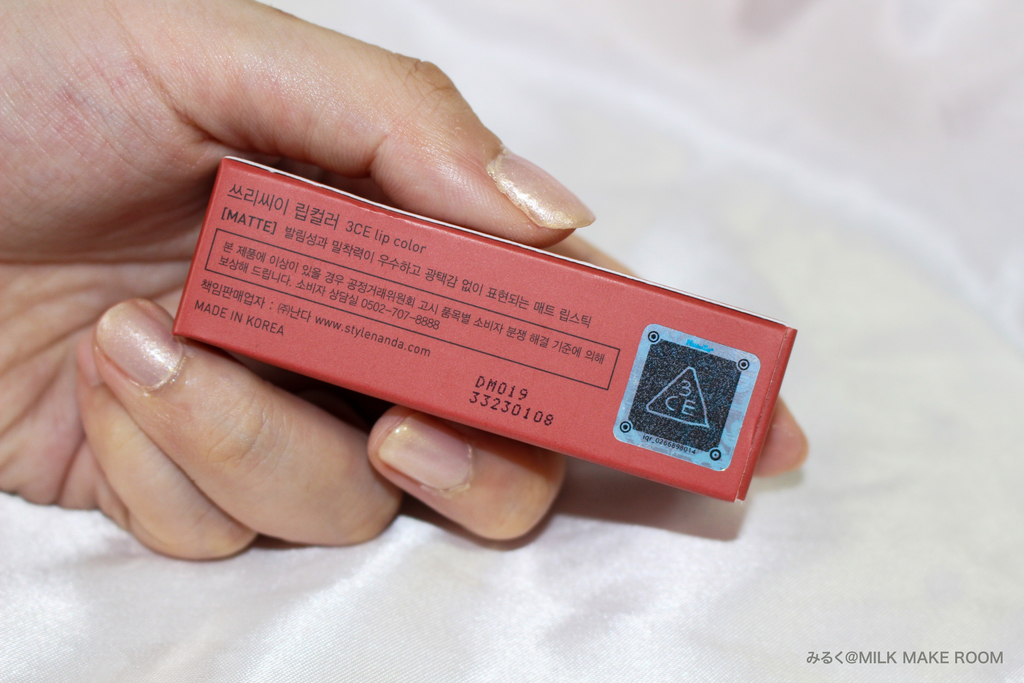 쓰리씨이 립컬러 3CE lip color
[MATTE] 발림성과 밀착력이 우수하고 광택감 없이 표현되는 매트 립스틱
본 제품에 이상이 있을 경우 공정거래위원회 고시 품목별 소비자 분쟁 해결 기준에 의해
보상해 드립니다. 소비자 상담실 0502-707-8888
책임판매업자 : ㈜난다 www.stylenanda.com
MADE IN KOREA
DM019
33230108
3
CE
iqr_0266898014
みるく@MILK MAKE ROOM